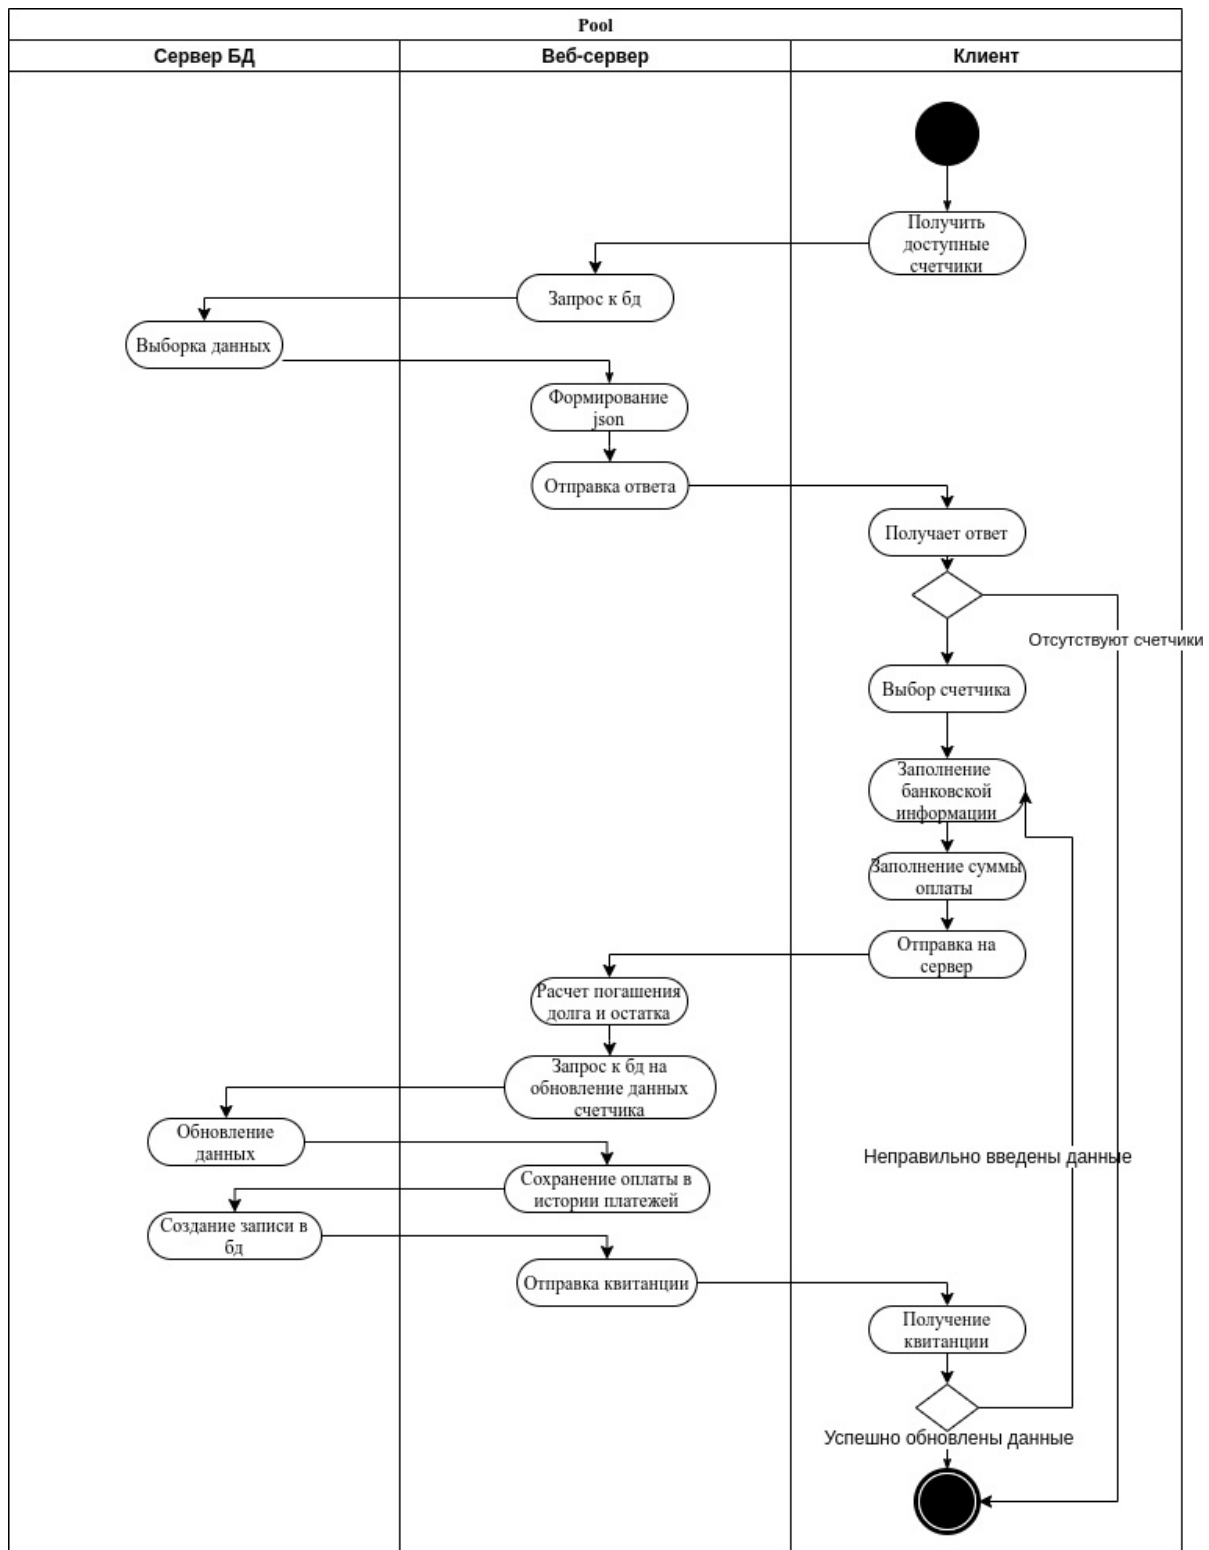 Pool
Сервер БД
Веб-сервер
Клиент
Получить
доступные
счетчики
Запрос к бд
Выборка данных
Формирование
json
Отправка ответа
Получает ответ
Отсутствуют счетчики
Выбор счетчика
Заполнение
банковской
информации
Заполнение суммы
оплаты
Отправка на
сервер
Расчет погашения
долга и остатка
Запрос к бд на
обновление данных
счетчика
Обновление
данных
Неправильно введены данные
Сохранение оплаты в
истории платежей
Создание записи в
бд
Отправка квитанции
Получение
квитанции
Успешно обновлены данные